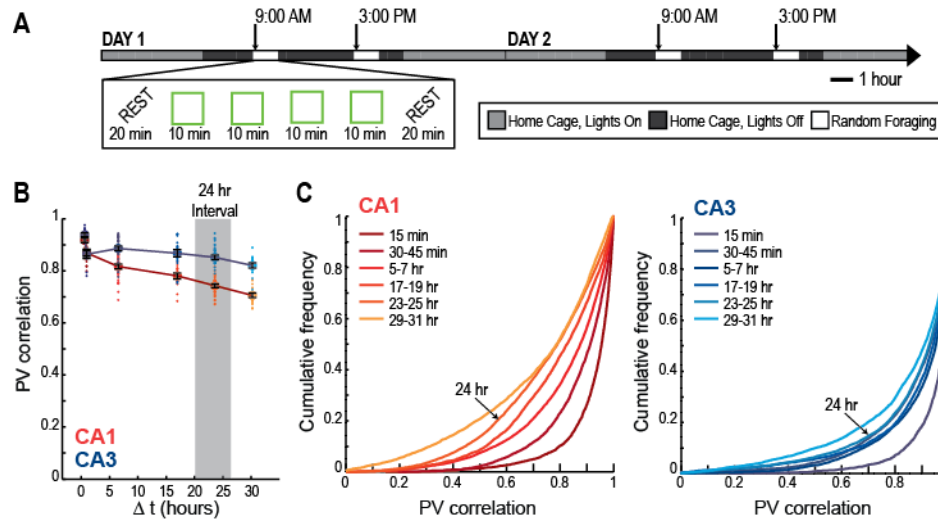 A
9:00 AM 3:00 PM 9:00 AM 3:00 PM
DAY 1 DAY 2
1 hour
REST REST
20 min 10 min 10 min 10 min 10 min 20 min
Home Cage, Lights On Home Cage, Lights Off Random Foraging
B
24 hr
Interval
PV correlation
1
0.8
0.6
0.4
0.2
0
CA1
CA3
0 5 10 15 20 25 30
Δ t (hours)
C
CA1
15 min
30-45 min
5-7 hr
17-19 hr
23-25 hr
29-31 hr
24 hr
Cumulative frequency
1
0.8
0.6
0.4
0.2
0
0 0.2 0.4 0.6 0.8 1
PV correlation
CA3
15 min
30-45 min
5-7 hr
17-19 hr
23-25 hr
29-31 hr
24 hr
Cumulative frequency
1
0.8
0.6
0.4
0.2
0
0 0.2 0.4 0.6 0.8
PV correlation